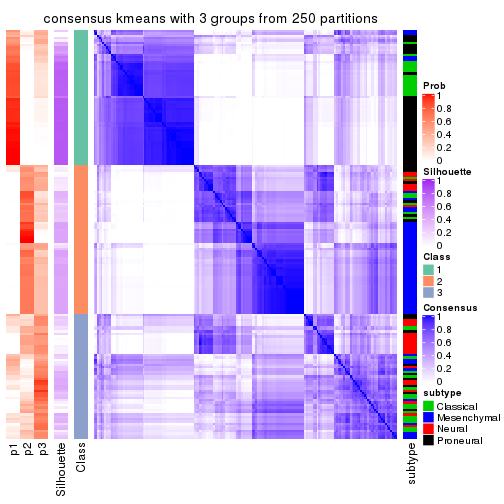 consensus kmeans with 3 groups from 250 partitions
Prob
1
0.8
0.6
0.4
0.2
0
Silhouette
1
0.8
0.6
0.4
0.2
0
Class
1
2
3
Consensus
1
0.8
0.6
0.4
0.2
0
subtype
Classical
Mesenchymal
Neural
Proneural
p1
p2
p3
Silhouette
Class
subtype